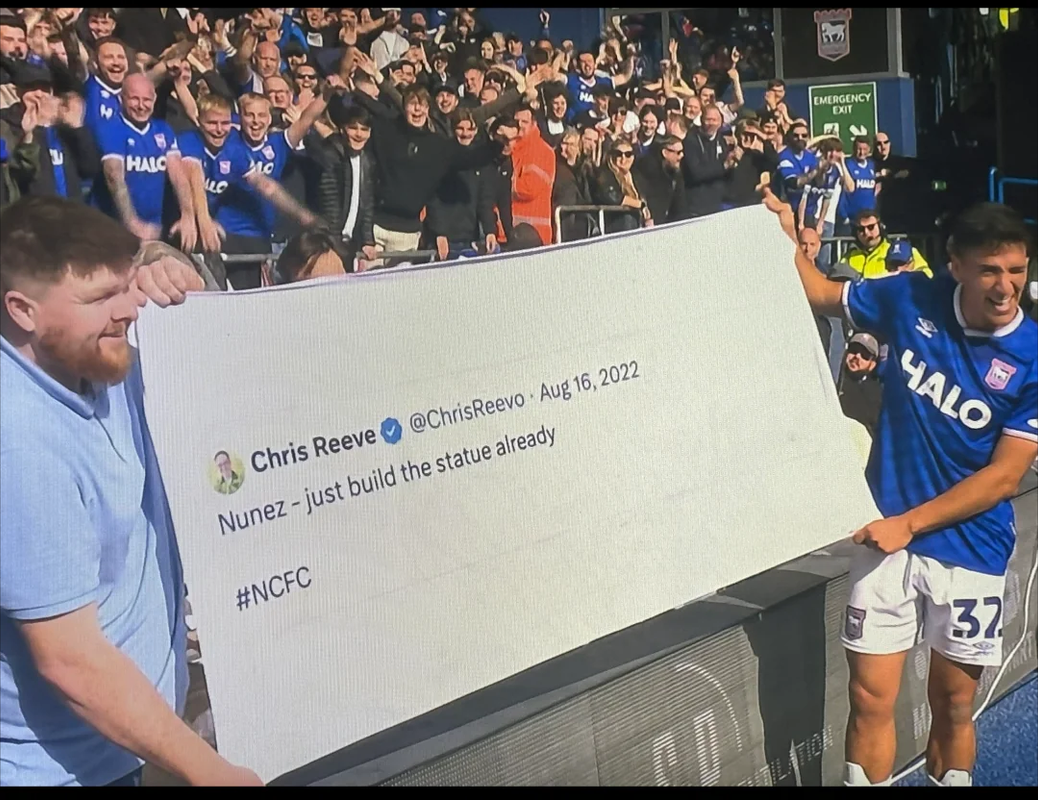 EMERGENCY
EXIT
HALO
HALO
HALO
Chris Reeve @ChrisReevo · Aug 16, 2022
Nunez - just build the statue already
#NCFC
HALO
32